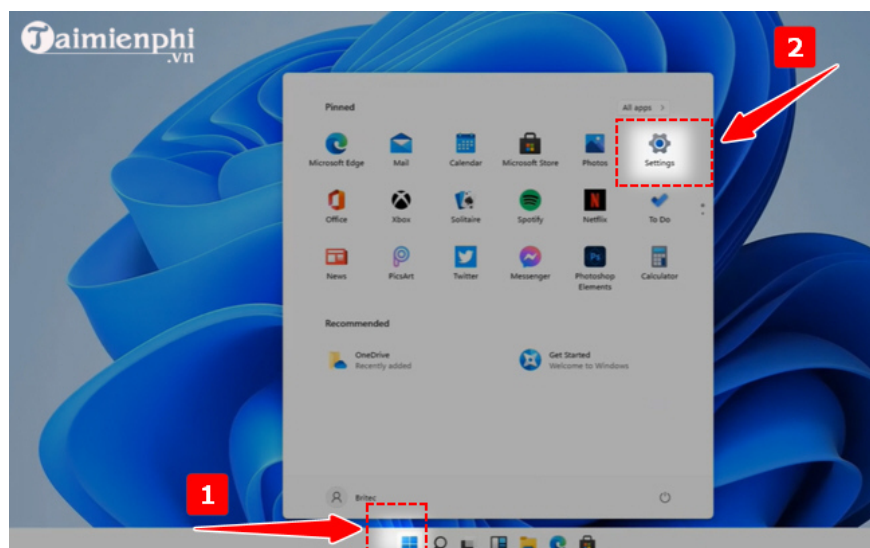 Taimienphi
.vn
2
Pinned
All apps >
Microsoft Edge
Mail
Calendar
Microsoft Store
Photos
Settings
Office
Xbox
Solitaire
Spotify
Netflix
To Do
News
PicsArt
Twitter
Messenger
Photoshop
Elements
Calculator
Recommended
OneDrive
Recently added
Get Started
Welcome to Windows
1
Britec